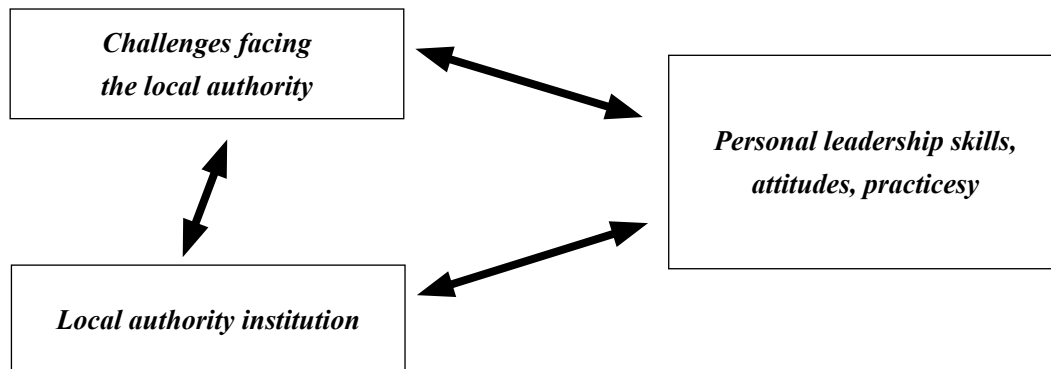 Challenges facing
the local authority
Personal leadership skills,
attitudes, practicesy
Local authority institution